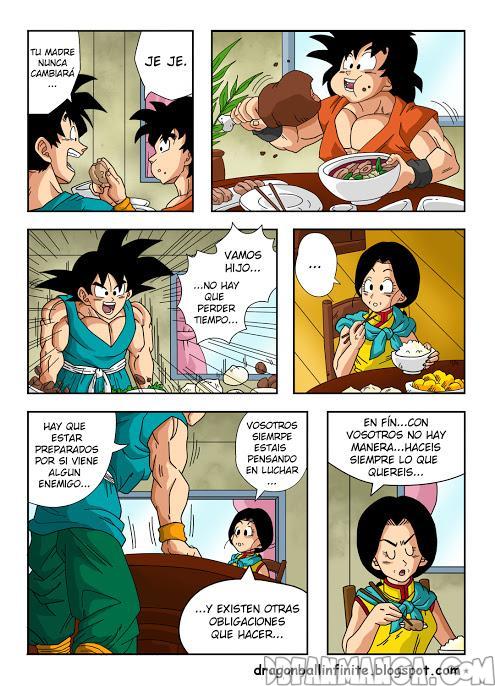 TU MADRE
NUNCA
CAMBIARÁ
...
JE JE.
VAMOS
HIJO...
...NO HAY
QUE
PERDER
TIEMPO...
...
HAY QUE
ESTAR
PREPARADOS
POR SI VIENE
ALGUN
ENEMIGO...
VOSOTROS
SIEMRPE
ESTAIS
PENSANDO
EN LUCHAR
...
...Y EXISTEN OTRAS
OBLIGACIONES
QUE HACER...
EN FÍN...CON
VOSOTROS NO HAY
MANERA...HACEIS
SIEMPRE LO QUE
QUEREIS...
dragonballinfinite.blogspot.com